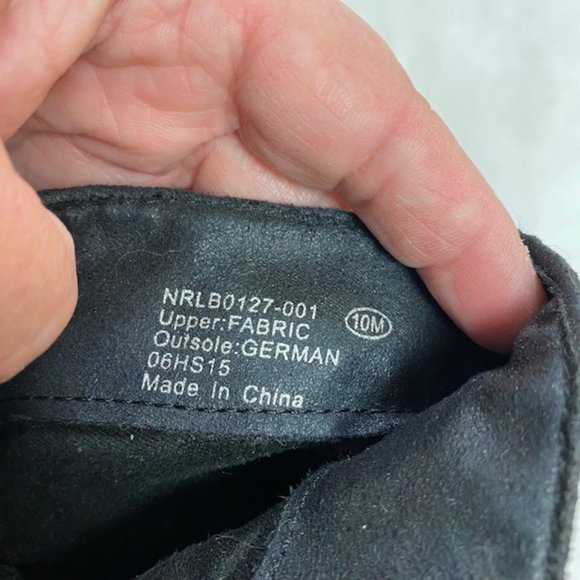 NRLB0127-001
Upper:FABRIC
10M
Outsole:GERMAN
06HS15
Made In China